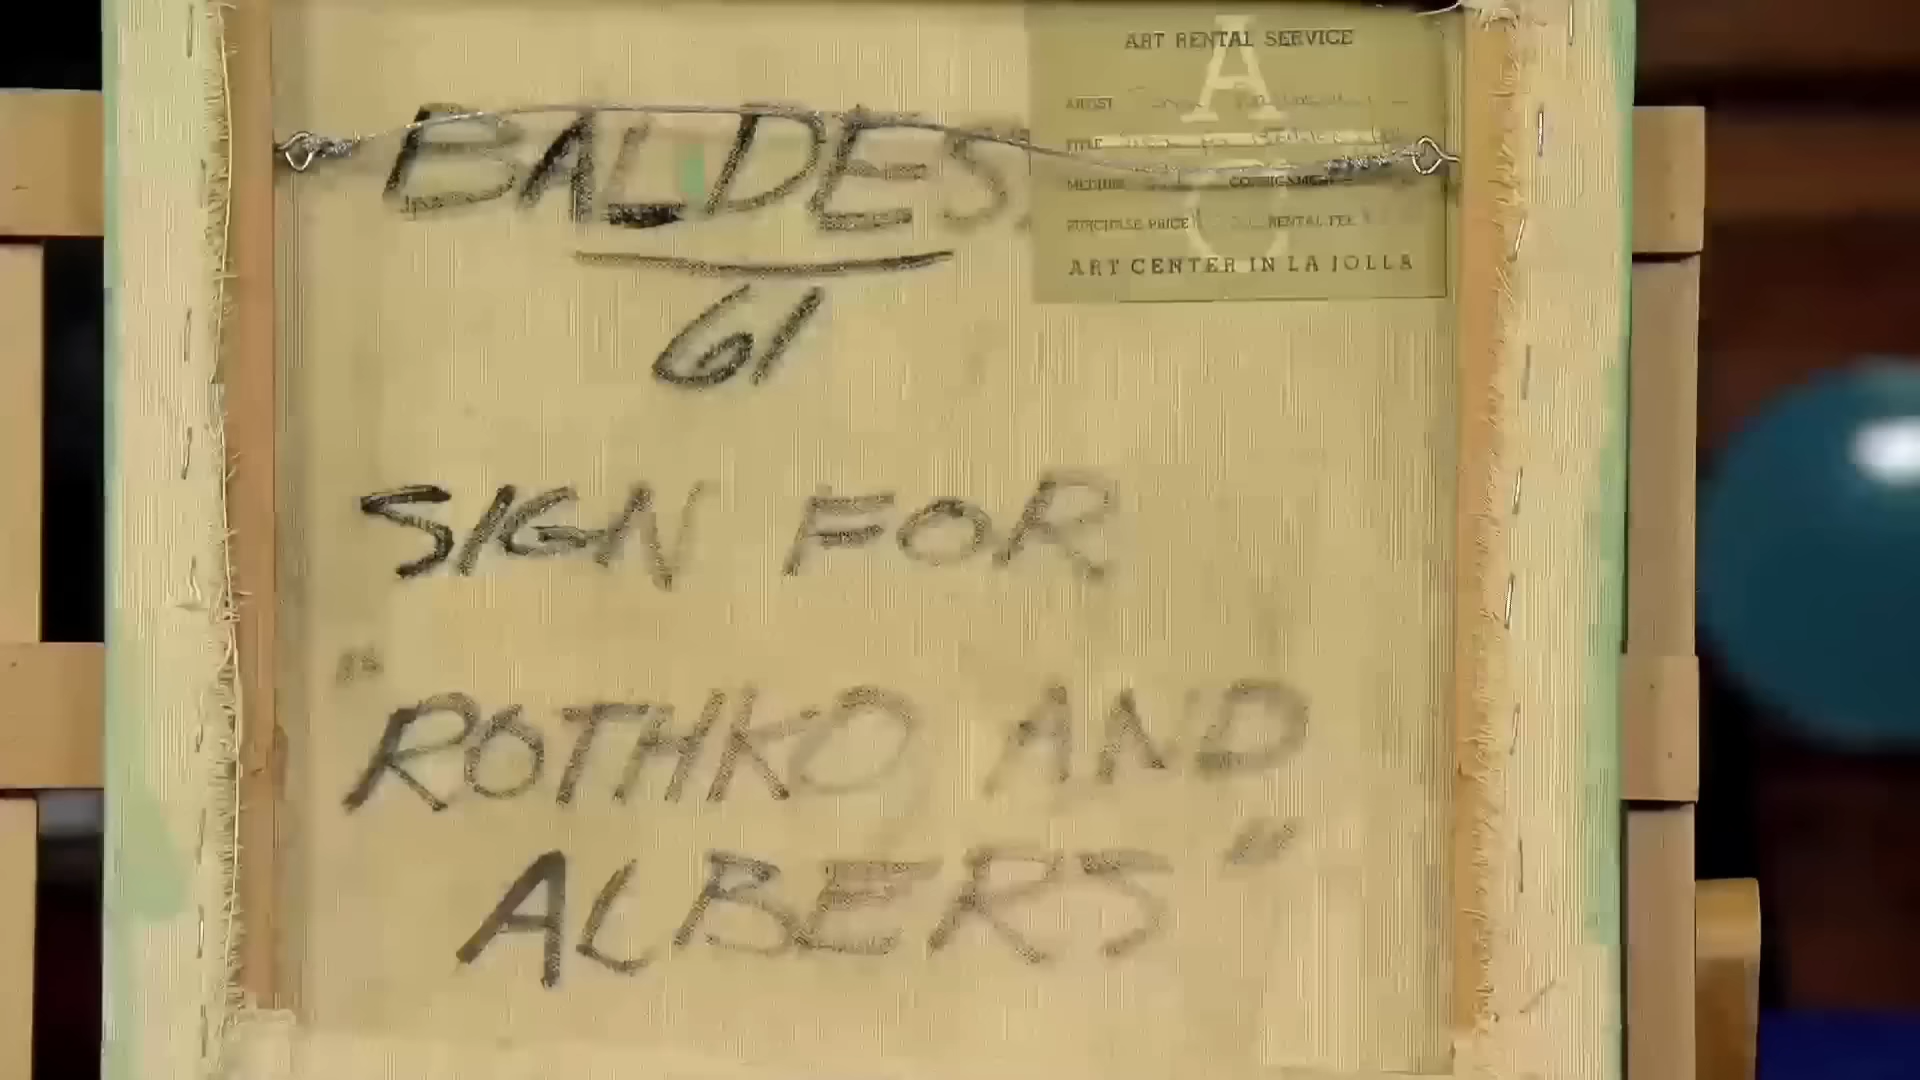 BALDES
61
SIGN FOR
"ROTHKO AND
ALBERS"
ART RENTAL SERVICE
ARTIST
TITLE
MEDIUM
PURCHASE PRICE RENTAL FEE
ART CENTER IN LA JOLLA